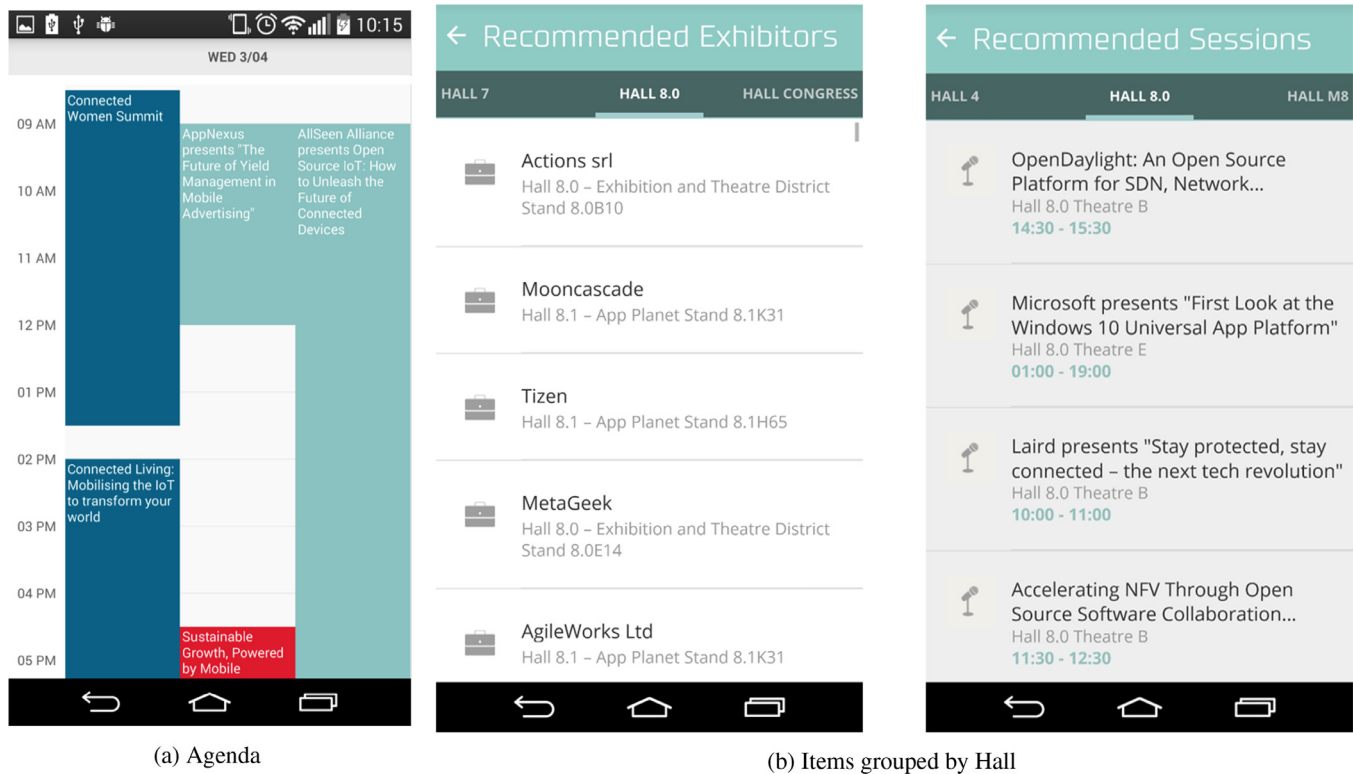 10:15
WED 3/04
09 AM
10 AM
11 AM
12 PM
01 PM
02 PM
03 PM
04 PM
05 PM
Connected
Women Summit
AppNexus
presents "The
Future of Yield
Management in
Mobile
Advertising"
AllSeen Alliance
presents Open
Source IoT: How
to Unleash the
Future of
Connected
Devices
Connected Living:
Mobilising the IoT
to transform your
world
Sustainable
Growth, Powered
by Mobile
(a) Agenda
Recommended Exhibitors
HALL 7
HALL 8.0
HALL CONGRESS
Actions srl
Hall 8.0 – Exhibition and Theatre District
Stand 8.0B10
Mooncascade
Hall 8.1 – App Planet Stand 8.1K31
Tizen
Hall 8.1 – App Planet Stand 8.1H65
MetaGeek
Hall 8.0 – Exhibition and Theatre District
Stand 8.0E14
AgileWorks Ltd
Hall 8.1 – App Planet Stand 8.1K31
Recommended Sessions
HALL 4
HALL 8.0
HALL M8
OpenDaylight: An Open Source
Platform for SDN, Network...
Hall 8.0 Theatre B
14:30 - 15:30
Microsoft presents "First Look at the
Windows 10 Universal App Platform"
Hall 8.0 Theatre E
01:00 - 19:00
Laird presents "Stay protected, stay
connected – the next tech revolution"
Hall 8.0 Theatre B
10:00 - 11:00
Accelerating NFV Through Open
Source Software Collaboration...
Hall 8.0 Theatre B
11:30 - 12:30
(b) Items grouped by Hall